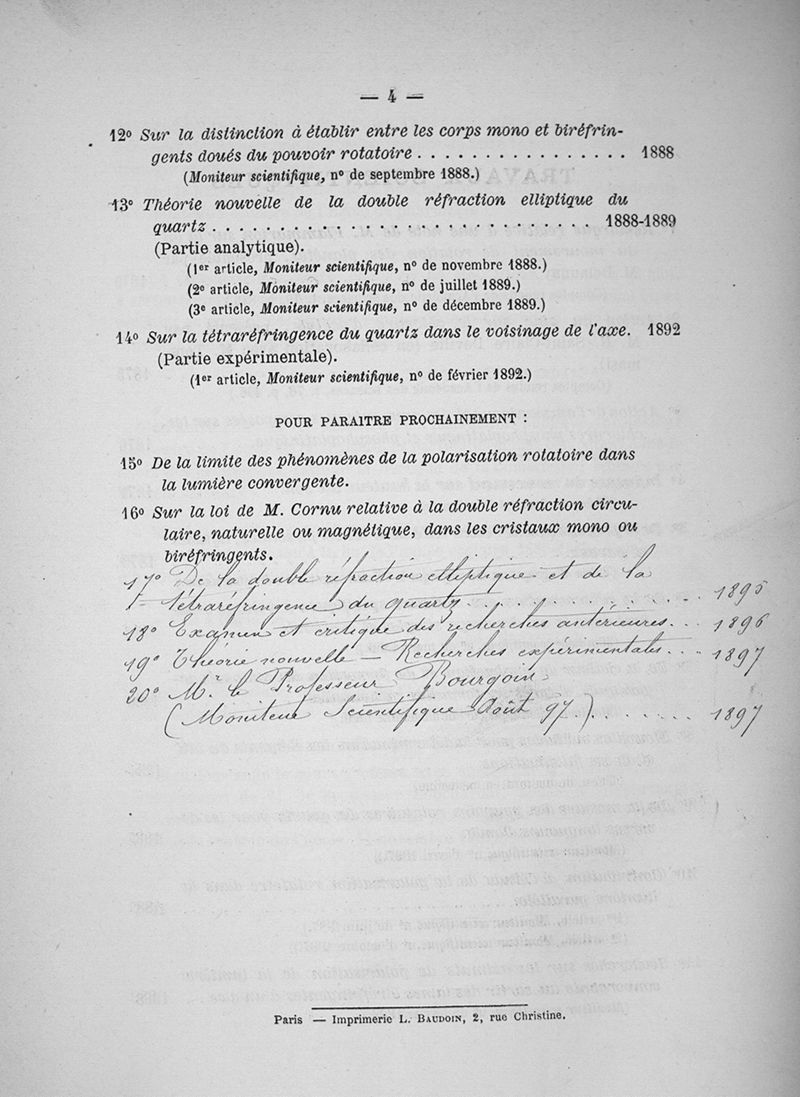 — 4 —
12° Sur la distinction à établir entre les corps mono et biréfrin-
gents doués du pouvoir rotatoire . . . . . . . . . . . . . . . . 1888
(Moniteur scientifique, n° de septembre 1888.)
13° Théorie nouvelle de la double réfraction elliptique du
quartz . . . . . . . . . . . . . . . . . . . . . . . . . . . . . 1888-1889
(Partie analytique).
(1er article, Moniteur scientifique, n° de novembre 1888.)
(2e article, Moniteur scientifique, n° de juillet 1889.)
(3e article, Moniteur scientifique, n° de décembre 1889.)
14° Sur la tétraréfringence du quartz dans le voisinage de l'axe. 1892
(Partie expérimentale).
(1er article, Moniteur scientifique, n° de février 1892.)
POUR PARAITRE PROCHAINEMENT :
15° De la limite des phénomènes de la polarisation rotatoire dans
la lumière convergente.
16° Sur la loi de M. Cornu relative à la double réfraction circu-
laire, naturelle ou magnétique, dans les cristaux mono ou
biréfringents.
17° De la double réfraction elliptique et de la
tétraréfringence du quartz . . . . . . . . . . . . 1895
18° Examen et critique des recherches antérieures . . . 1896
19° Théorie nouvelle — Recherches expérimentales . . . 1897
20° Mr le Professeur Bourgoin
(Moniteur Scientifique Août 97.) . . . . . . . 1897
Paris — Imprimerie L. BAUDOIN, 2, rue Christine.